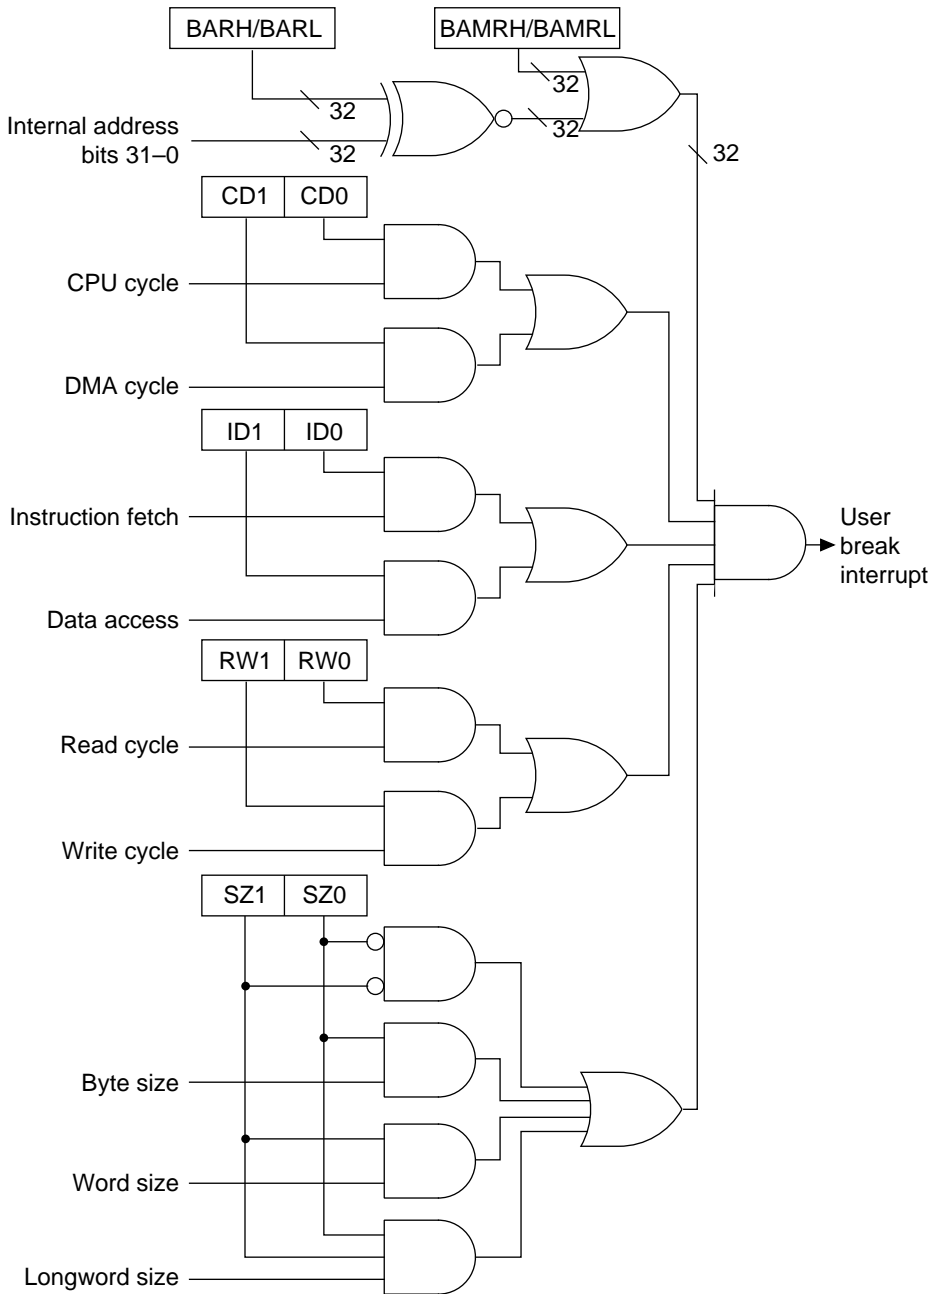 BARH/BARL
BAMRH/BAMRL
32
32
Internal address
bits 31–0
32
32
32
CD1 CD0
CPU cycle
DMA cycle
ID1 ID0
Instruction fetch
User
break
interrupt
Data access
RW1 RW0
Read cycle
Write cycle
SZ1 SZ0
Byte size
Word size
Longword size